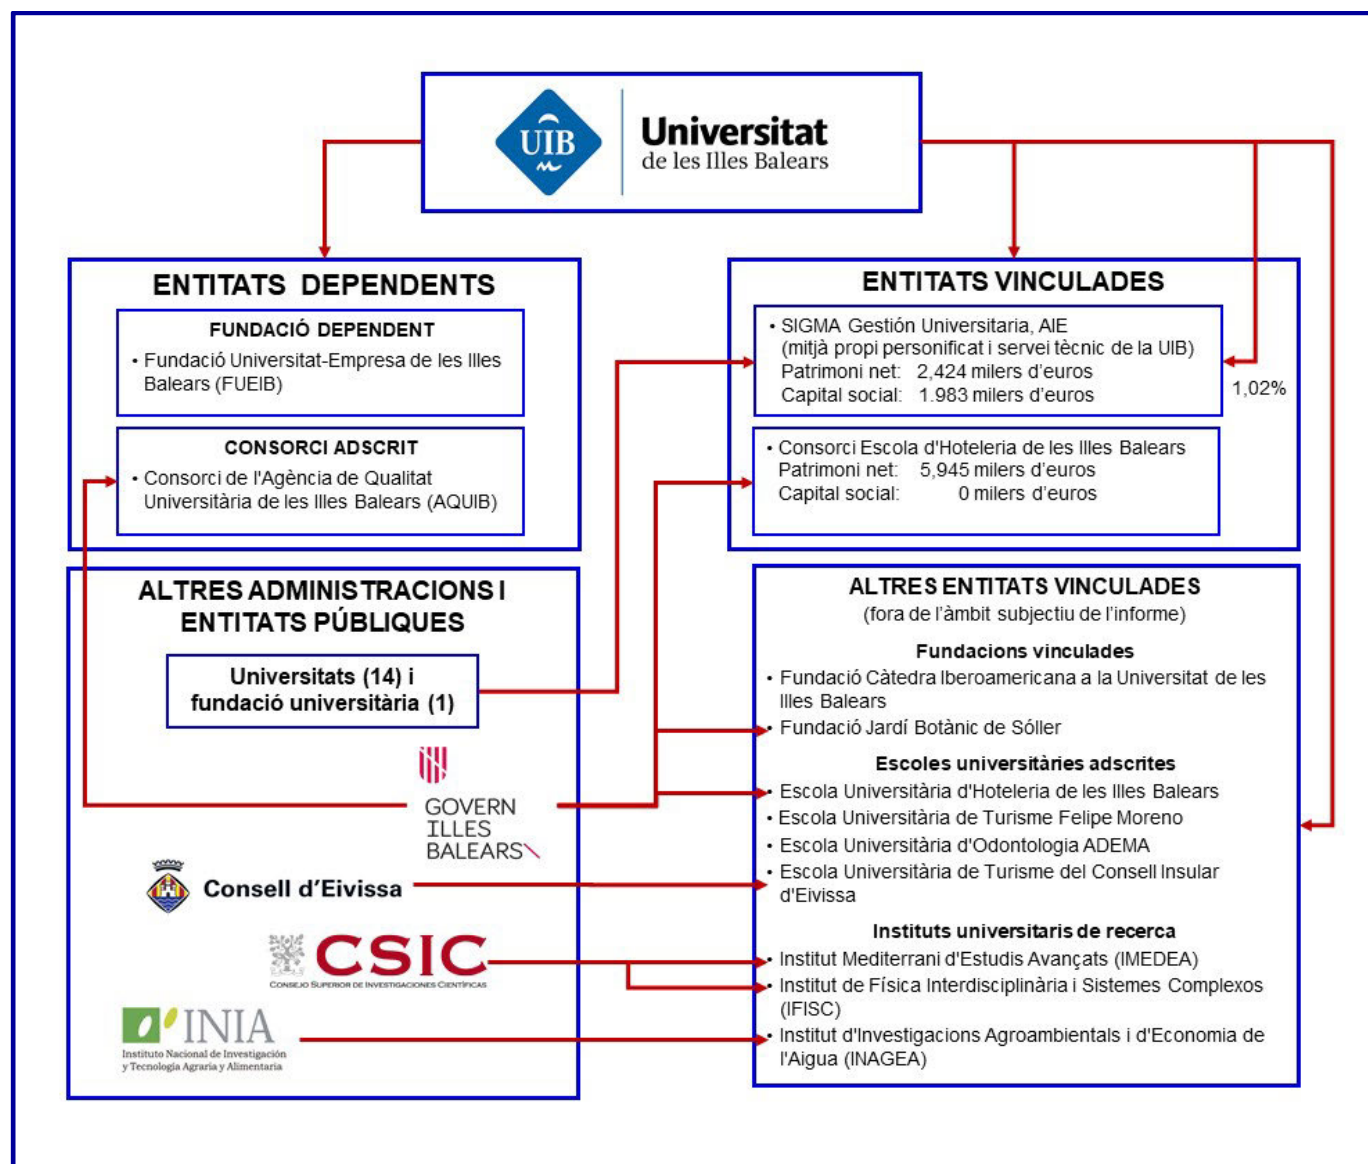 UIB
Universitat
de les Illes Balears
ENTITATS DEPENDENTS
FUNDACIÓ DEPENDENT
• Fundació Universitat-Empresa de les Illes
Balears (FUEIB)
CONSORCI ADSCRIT
• Consorci de l'Agència de Qualitat
Universitària de les Illes Balears (AQUIB)
ENTITATS VINCULADES
• SIGMA Gestión Universitaria, AIE
(mitjà propi personificat i servei tècnic de la UIB)
Patrimoni net: 2,424 milers d'euros
Capital social: 1.983 milers d'euros
1,02%
• Consorci Escola d'Hoteleria de les Illes Balears
Patrimoni net: 5,945 milers d'euros
Capital social: 0 milers d'euros
ALTRES ADMINISTRACIONS I
ENTITATS PÚBLIQUES
Universitats (14) i
fundació universitària (1)
GOVERN
ILLES
BALEARS
Consell d'Eivissa
CSIC
CONSEJO SUPERIOR DE INVESTIGACIONES CIENTÍFICAS
INIA
Instituto Nacional de Investigación
y Tecnología Agraria y Alimentaria
ALTRES ENTITATS VINCULADES
(fora de l'àmbit subjectiu de l'informe)
Fundacions vinculades
• Fundació Càtedra Iberoamericana a la Universitat de les
Illes Balears
• Fundació Jardí Botànic de Sóller
Escoles universitàries adscrites
• Escola Universitària d'Hoteleria de les Illes Balears
• Escola Universitària de Turisme Felipe Moreno
• Escola Universitària d'Odontologia ADEMA
• Escola Universitària de Turisme del Consell Insular
d'Eivissa
Instituts universitaris de recerca
• Institut Mediterrani d'Estudis Avançats (IMEDEA)
• Institut de Física Interdisciplinària i Sistemes Complexos
(IFISC)
• Institut d'Investigacions Agroambientals i d'Economia de
l'Aigua (INAGEA)